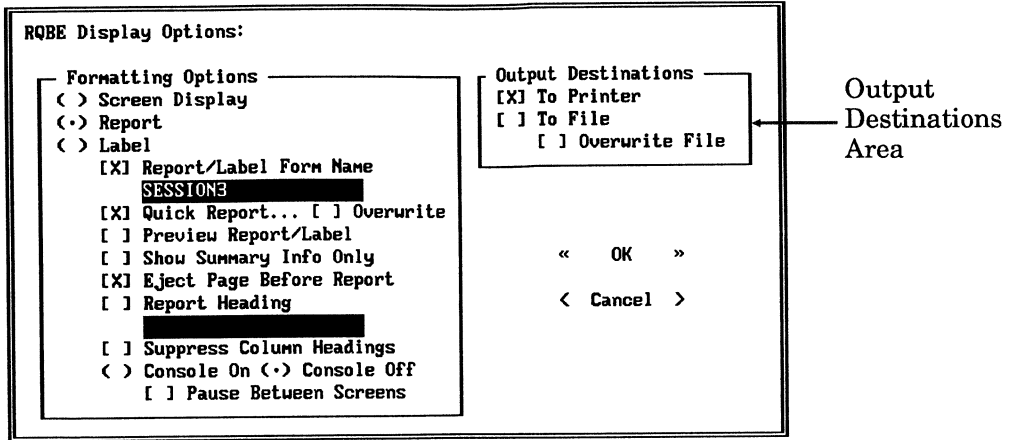 RQBE Display Options:
Formatting Options
( ) Screen Display
(·) Report
( ) Label
[X] Report/Label Form Name
SESSION3
[X] Quick Report... [ ] Overwrite
[ ] Preview Report/Label
[ ] Show Summary Info Only
[X] Eject Page Before Report
[ ] Report Heading
[ ] Suppress Column Headings
( ) Console On (·) Console Off
[ ] Pause Between Screens
Output Destinations
[X] To Printer
[ ] To File
[ ] Overwrite File
« OK »
< Cancel >
Output
Destinations
Area